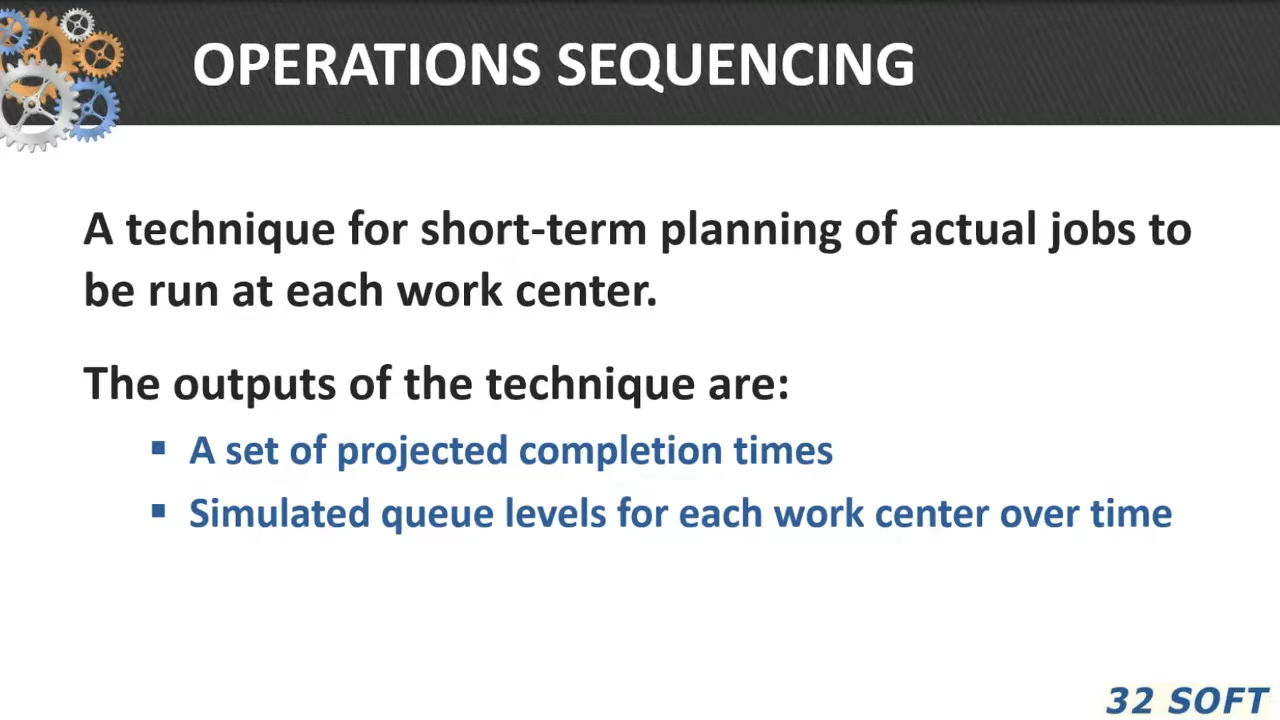 OPERATIONS SEQUENCING
A technique for short-term planning of actual jobs to
be run at each work center.
The outputs of the technique are:
▪ A set of projected completion times
▪ Simulated queue levels for each work center over time
32 SOFT